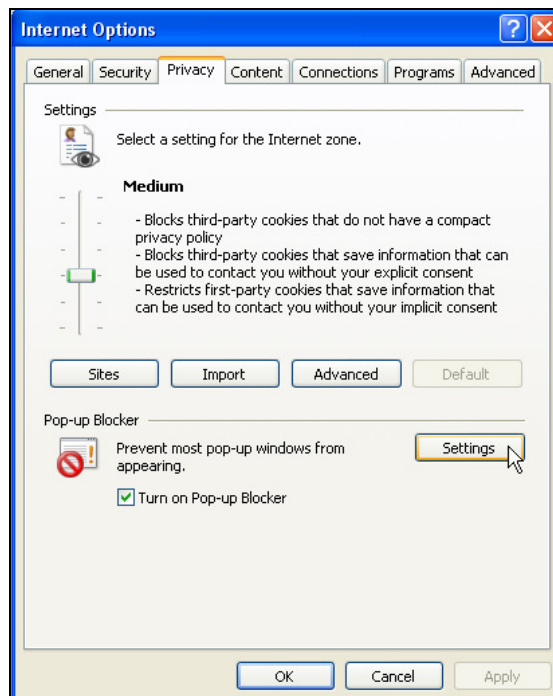 Internet Options
General Security Privacy Content Connections Programs Advanced
Settings
Select a setting for the Internet zone.
Medium
- Blocks third-party cookies that do not have a compact
privacy policy
- Blocks third-party cookies that save information that can
be used to contact you without your explicit consent
- Restricts first-party cookies that save information that
can be used to contact you without your implicit consent
Sites Import Advanced Default
Pop-up Blocker
Prevent most pop-up windows from
appearing.
Settings
Turn on Pop-up Blocker
OK Cancel Apply